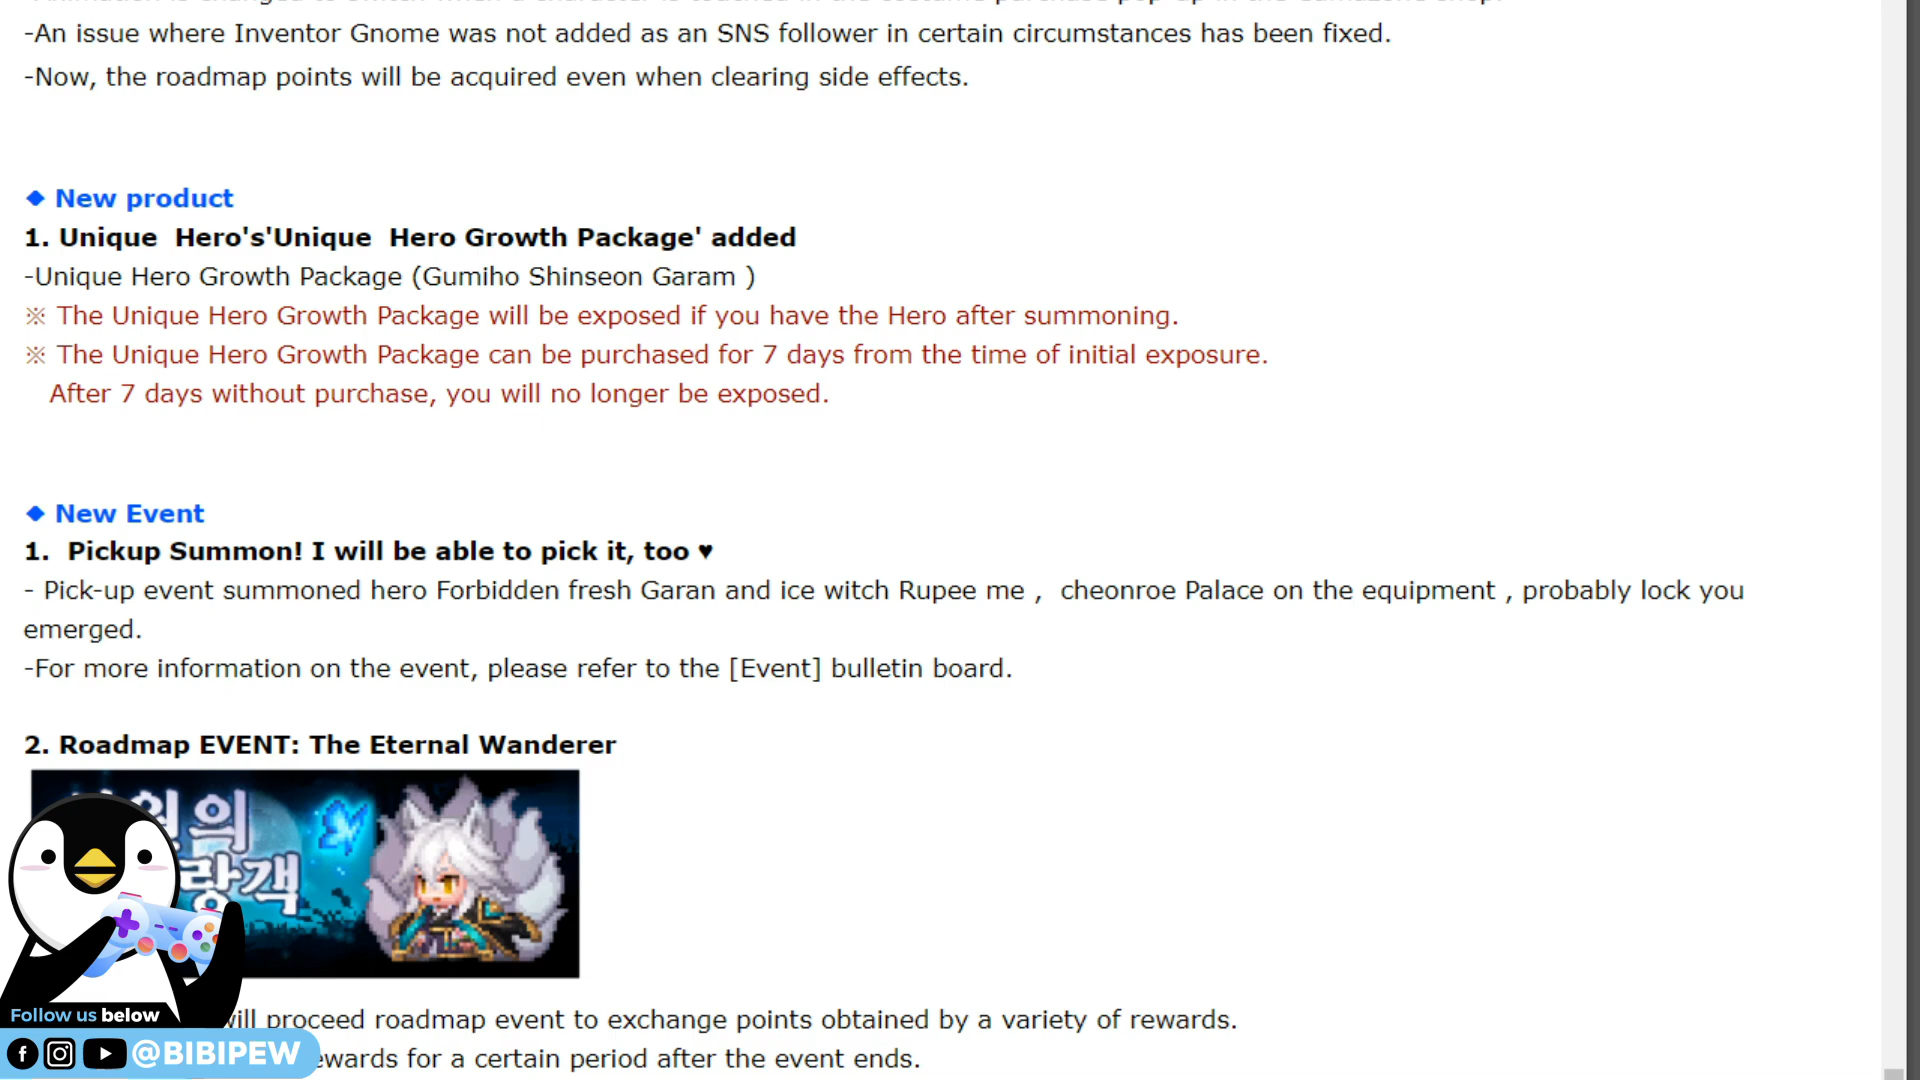 -An issue where Inventor Gnome was not added as an SNS follower in certain circumstances has been fixed.
-Now, the roadmap points will be acquired even when clearing side effects.
◆ New product
1. Unique Hero's'Unique Hero Growth Package' added
-Unique Hero Growth Package (Gumiho Shinseon Garam )
※ The Unique Hero Growth Package will be exposed if you have the Hero after summoning.
※ The Unique Hero Growth Package can be purchased for 7 days from the time of initial exposure.
After 7 days without purchase, you will no longer be exposed.
◆ New Event
1. Pickup Summon! I will be able to pick it, too ♥
- Pick-up event summoned hero Forbidden fresh Garan and ice witch Rupee me , cheonroe Palace on the equipment , probably lock you
emerged.
-For more information on the event, please refer to the [Event] bulletin board.
2. Roadmap EVENT: The Eternal Wanderer
의
랑객
will proceed roadmap event to exchange points obtained by a variety of rewards.
for a certain period after the event ends.
Follow us below
@BIBIPEW